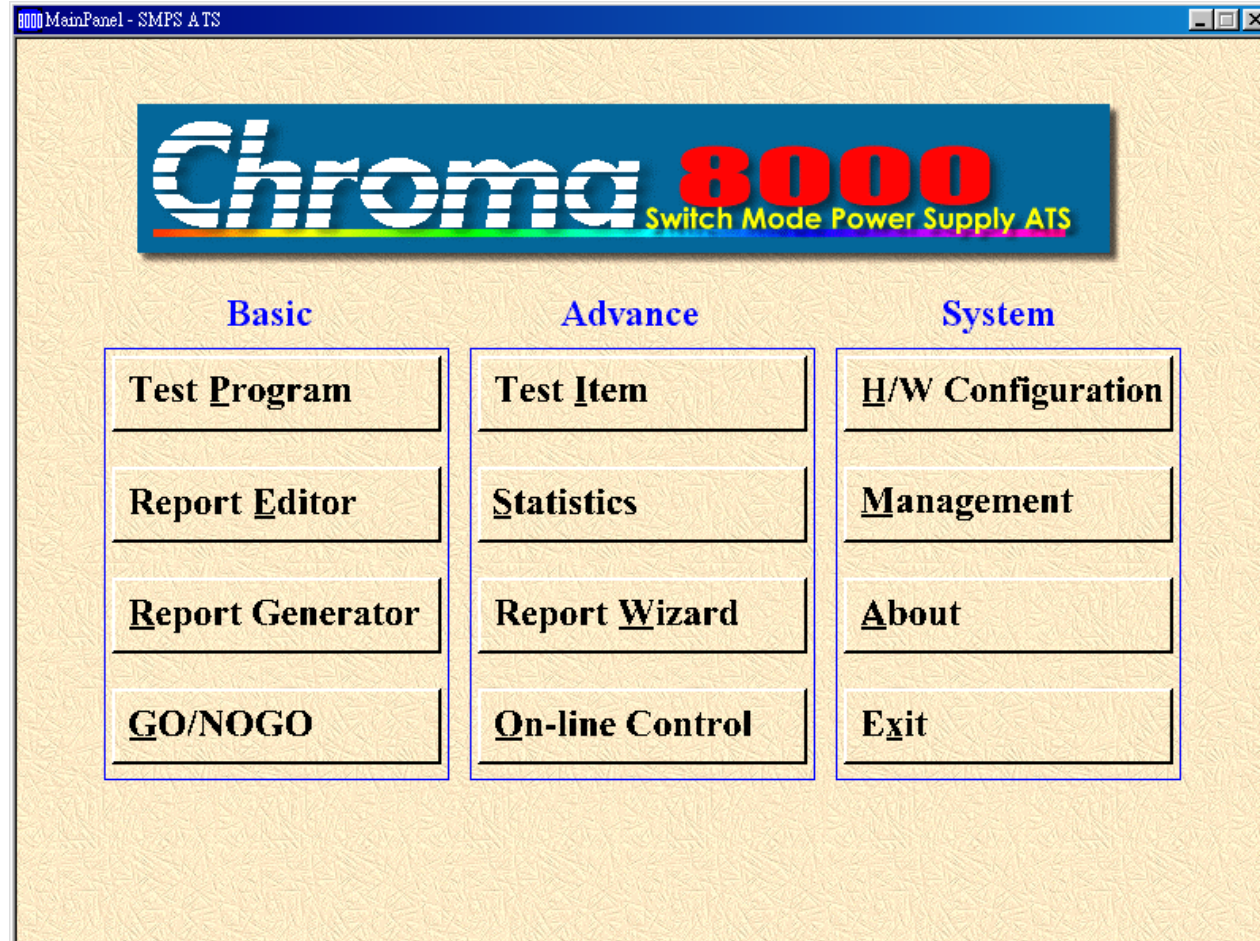 8000 MainPanel - SMPS ATS
Chroma 8000
Switch Mode Power Supply ATS
Basic
Test Program
Report Editor
Report Generator
GO/NOGO
Advance
Test Item
Statistics
Report Wizard
On-line Control
System
H/W Configuration
Management
About
Exit